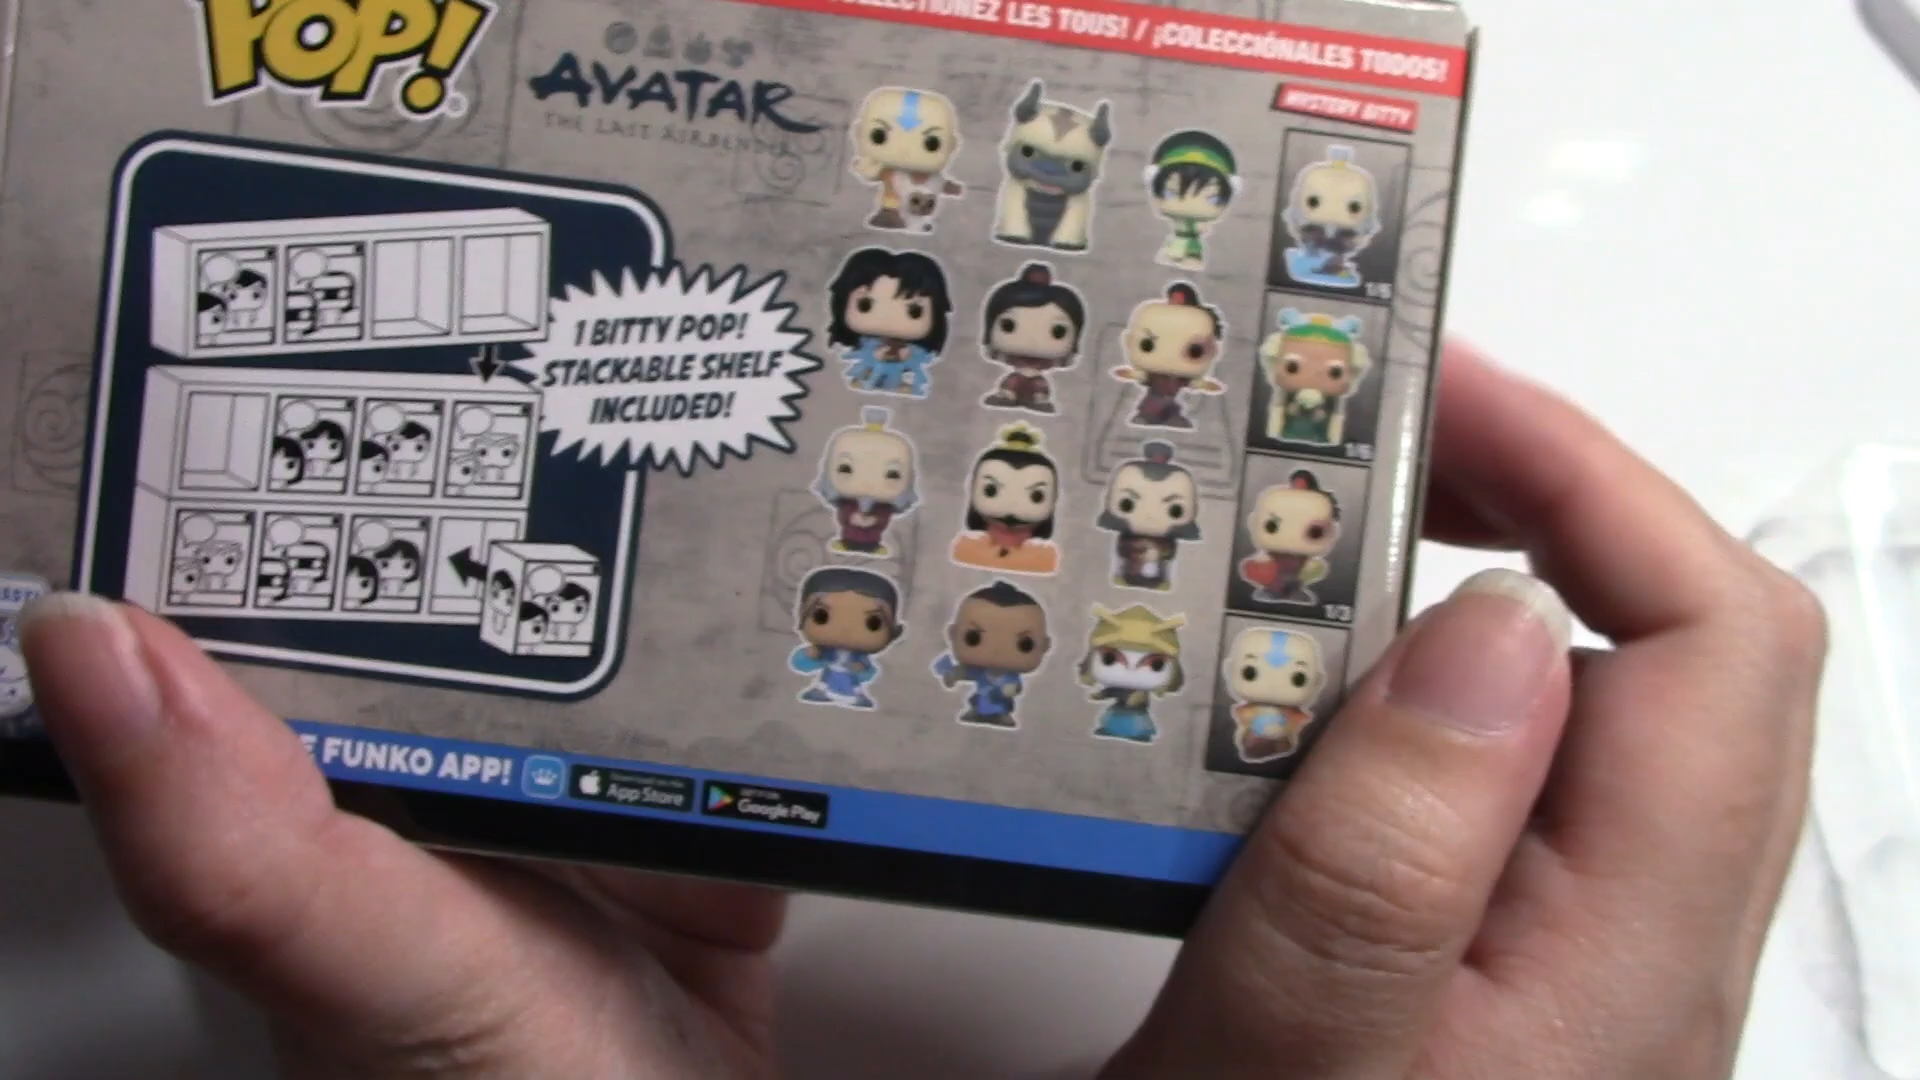 LES TOUS! / ¡COLECCIÓNALES TODOS!
POP!
AVATAR
THE LAST AIRBENDER
MYSTERY BITTY
1/6
1/6
1/3
1 BITTY POP!
STACKABLE SHELF
INCLUDED!
FUNKO APP!
App Store
Google Play